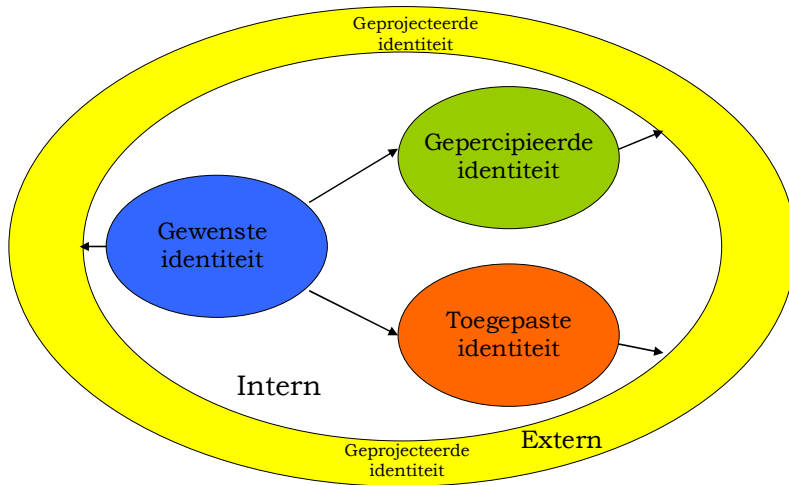 Geprojecteerde
identiteit
Gepercipieerde
identiteit
Gewenste
identiteit
Toegepaste
identiteit
Intern
Extern
Geprojecteerde
identiteit